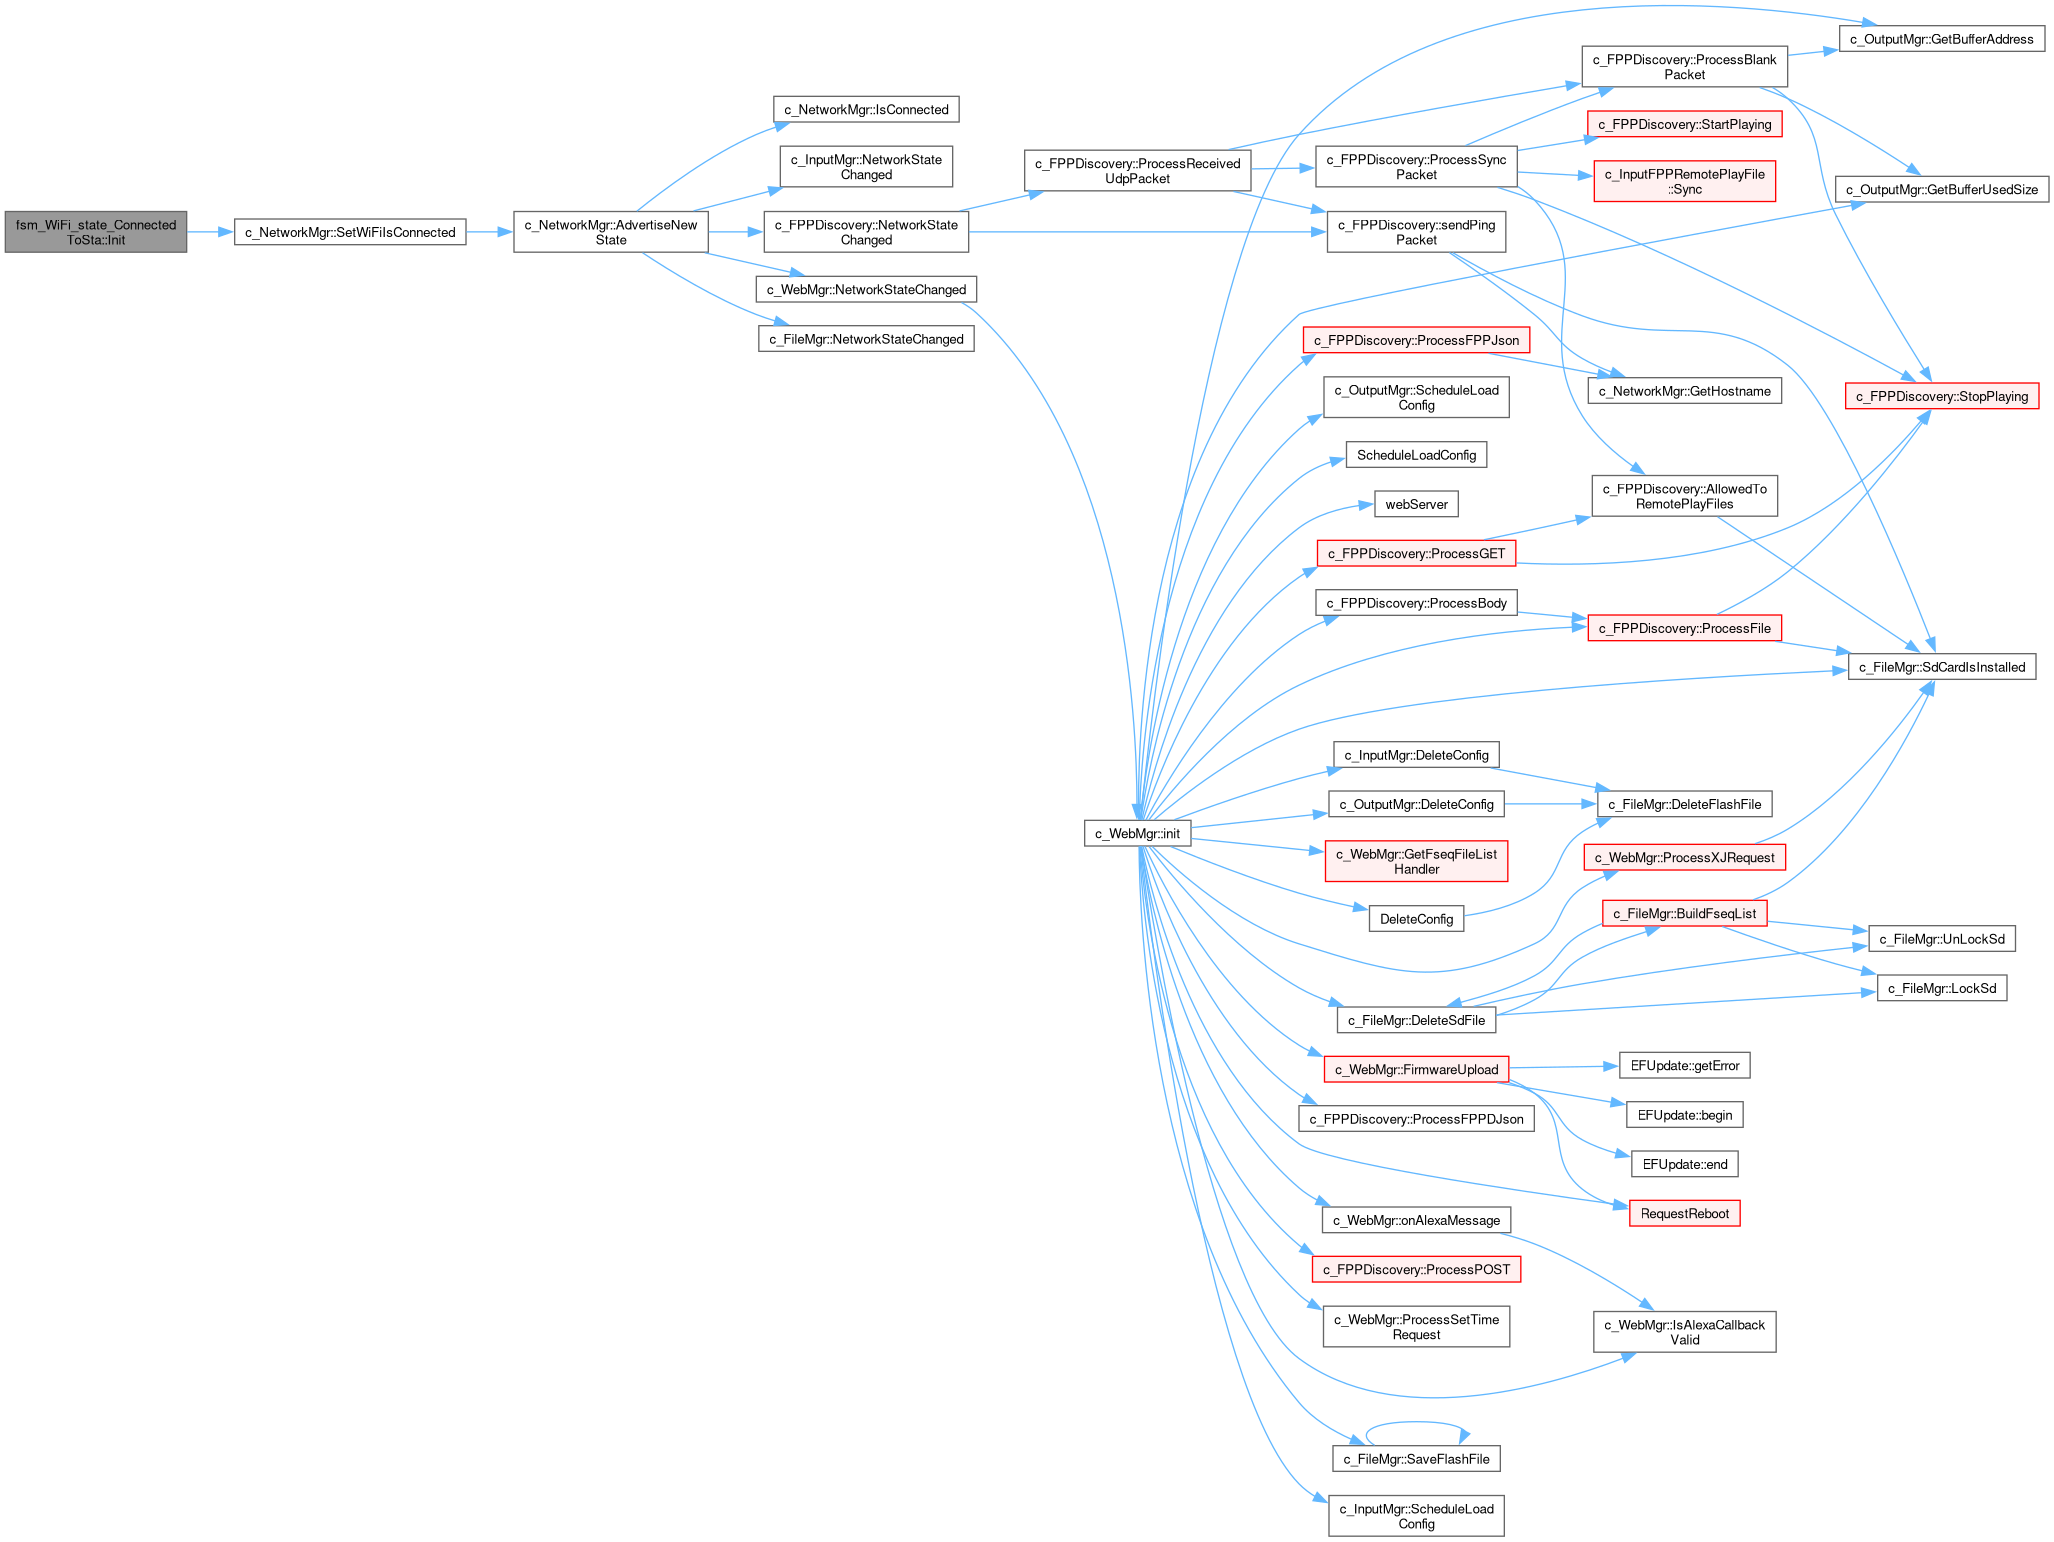 fsm_WiFi_state_Connected
ToSta::Init
c_NetworkMgr::SetWiFiIsConnected
c_NetworkMgr::AdvertiseNew
State
c_NetworkMgr::IsConnected
c_InputMgr::NetworkState
Changed
c_FPPDiscovery::NetworkState
Changed
c_WebMgr::NetworkStateChanged
c_FileMgr::NetworkStateChanged
c_FPPDiscovery::ProcessReceived
UdpPacket
c_WebMgr::init
c_FPPDiscovery::ProcessSync
Packet
c_FPPDiscovery::sendPing
Packet
c_FPPDiscovery::ProcessFPPJson
c_OutputMgr::ScheduleLoad
Config
ScheduleLoadConfig
webServer
c_FPPDiscovery::ProcessGET
c_FPPDiscovery::ProcessBody
c_InputMgr::DeleteConfig
c_OutputMgr::DeleteConfig
c_WebMgr::GetFseqFileList
Handler
DeleteConfig
c_FileMgr::DeleteSdFile
c_WebMgr::FirmwareUpload
c_FPPDiscovery::ProcessFPPDJson
c_WebMgr::onAlexaMessage
c_FPPDiscovery::ProcessPOST
c_WebMgr::ProcessSetTime
Request
c_FileMgr::SaveFlashFile
c_InputMgr::ScheduleLoad
Config
c_FPPDiscovery::ProcessBlank
Packet
c_FPPDiscovery::StartPlaying
c_InputFPPRemotePlayFile
::Sync
c_NetworkMgr::GetHostname
c_FPPDiscovery::AllowedTo
RemotePlayFiles
c_FPPDiscovery::ProcessFile
c_FileMgr::DeleteFlashFile
c_WebMgr::ProcessXJRequest
c_FileMgr::BuildFseqList
EFUpdate::getError
EFUpdate::begin
EFUpdate::end
RequestReboot
c_WebMgr::IsAlexaCallback
Valid
c_OutputMgr::GetBufferAddress
c_OutputMgr::GetBufferUsedSize
c_FPPDiscovery::StopPlaying
c_FileMgr::SdCardIsInstalled
c_FileMgr::UnLockSd
c_FileMgr::LockSd